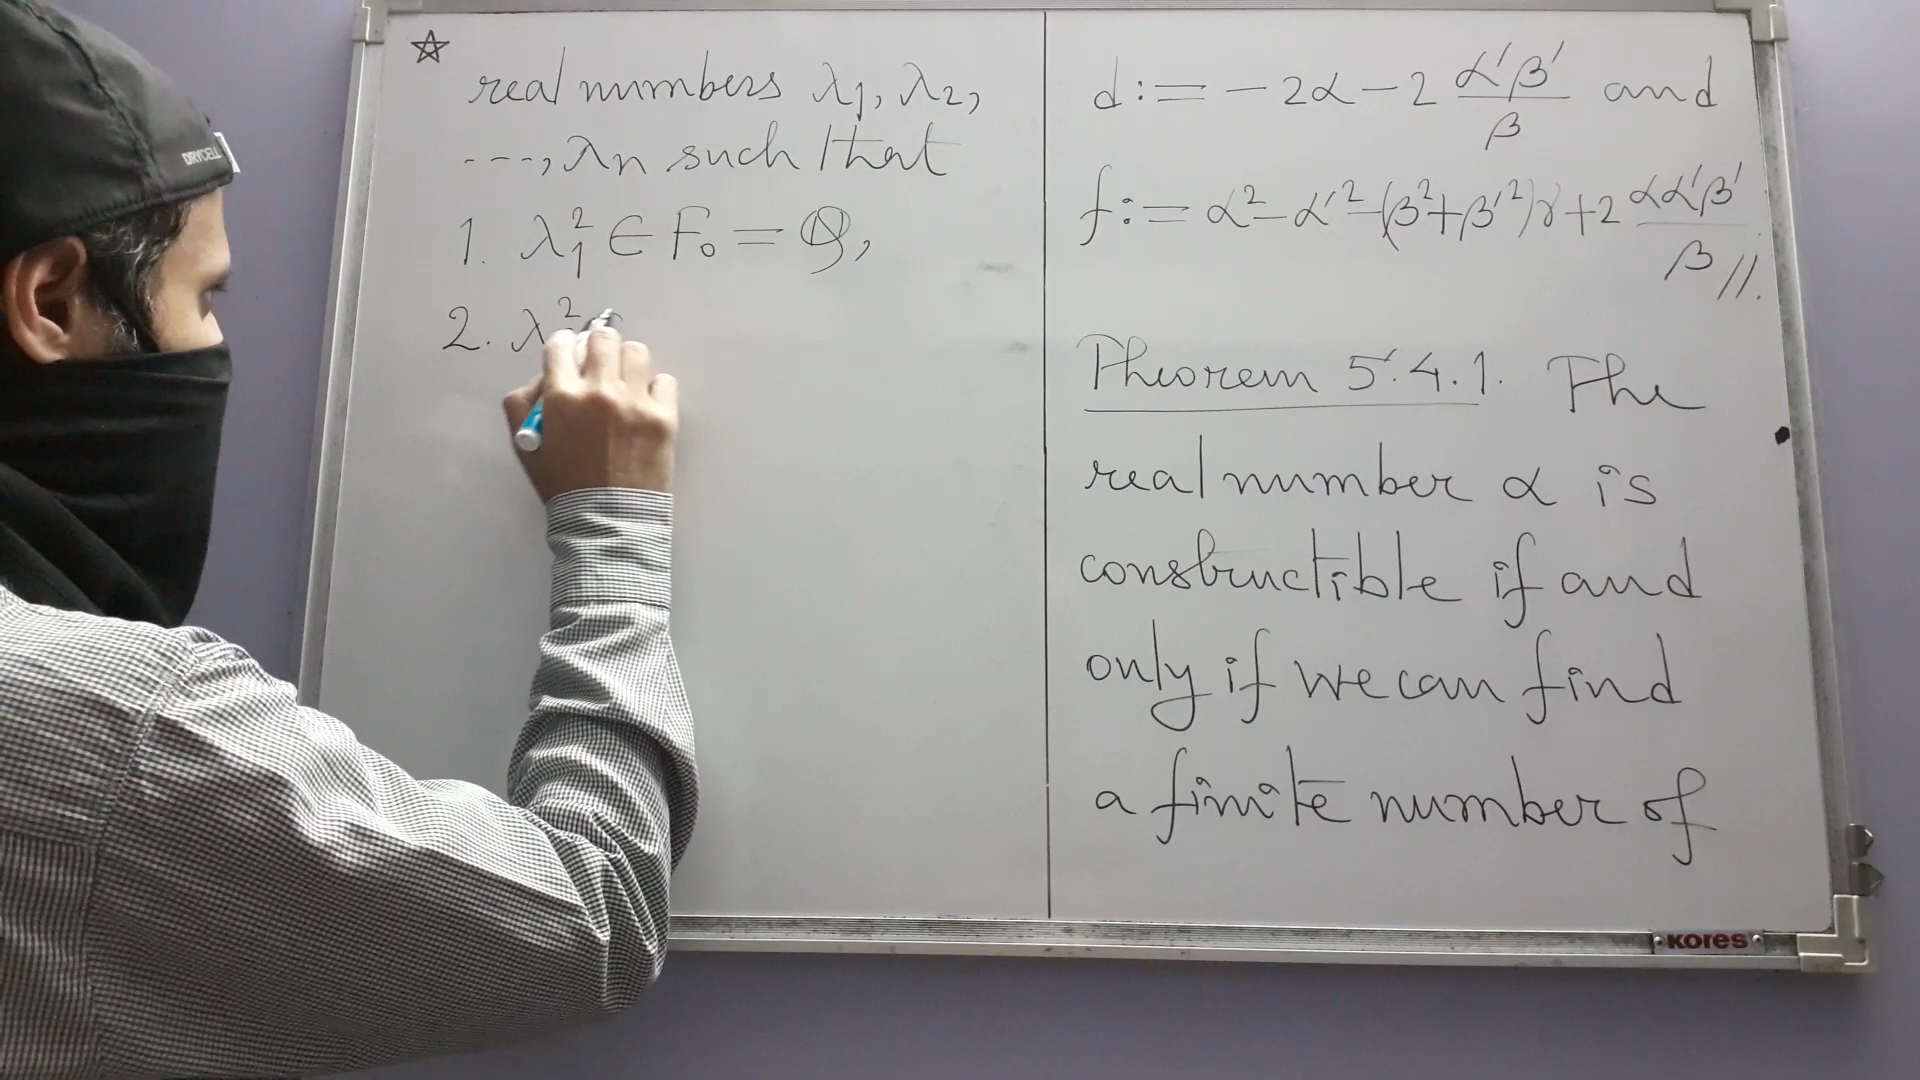 real numbers λ₁, λ₂,
---, λn such that
1. λ₁² ∈ F₀ = ℚ,
2. λ²
d := -2α - 2 α'β'/β and
f := α² - α'² - (β² + β'²)γ + 2 αα'β'/β //.
Theorem 5.4.1. The
real number α is
constructible if and
only if we can find
a finite number of
DRYCELL
KORES